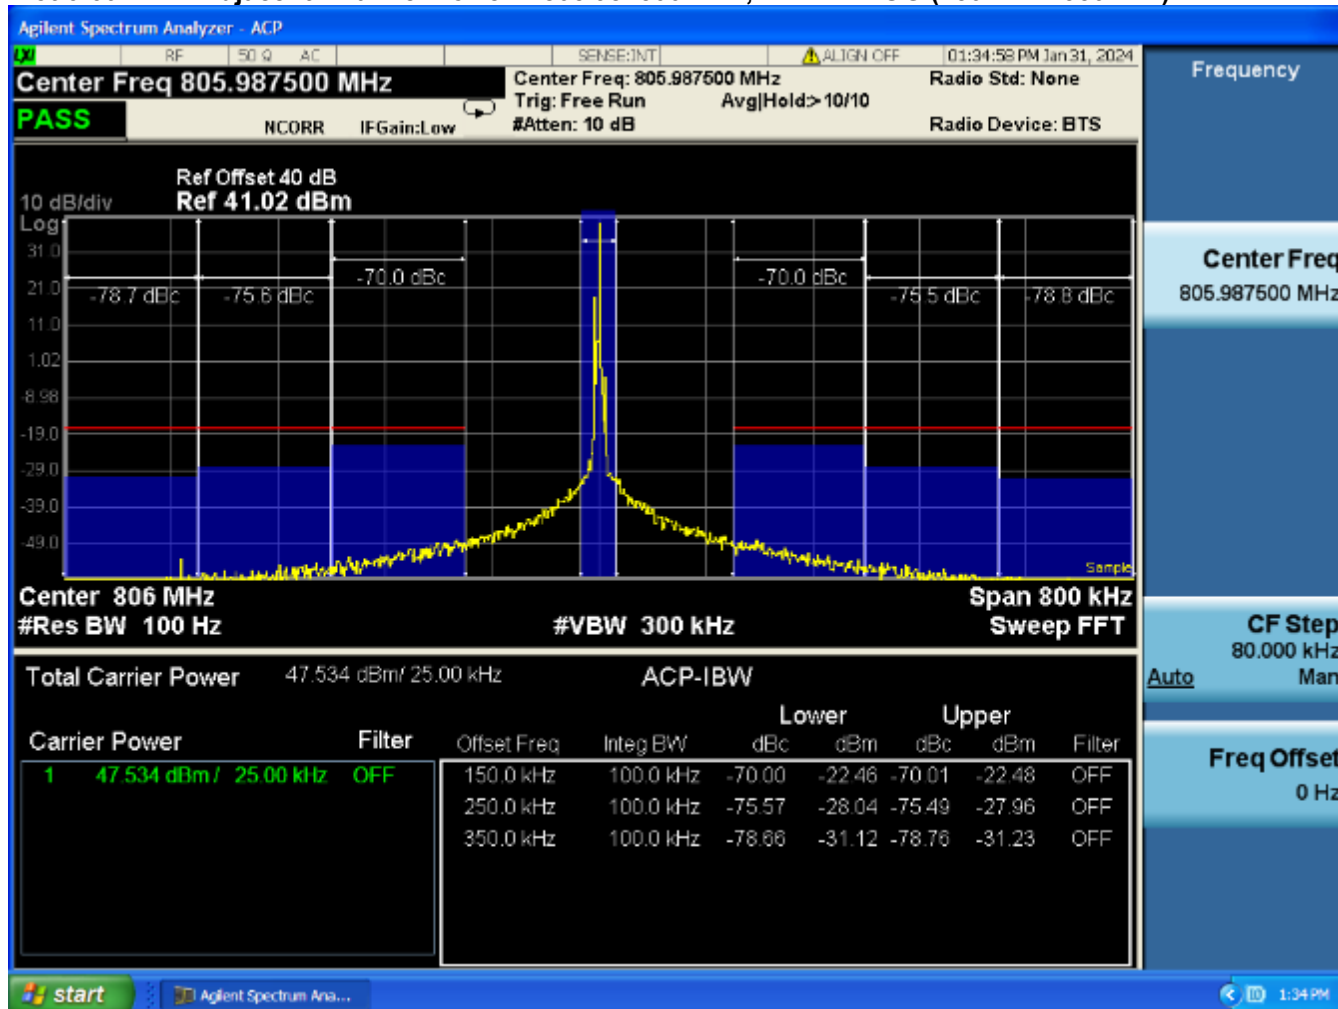 Agilent Spectrum Analyzer - ACP
LXI RF 50 Ω AC SENSE:INT ALIGN OFF 01:34:58 PM Jan 31, 2024
Center Freq 805.987500 MHz
Center Freq: 805.987500 MHz
Radio Std: None
Trig: Free Run Avg|Hold:>10/10
PASS NCORR IFGain:Low #Atten: 10 dB Radio Device: BTS
Ref Offset 40 dB
10 dB/div Ref 41.02 dBm
Log
31.0
21.0
11.0
1.02
-8.98
-19.0
-29.0
-39.0
-49.0
-78.7 dBc -75.6 dBc -70.0 dBc -70.0 dBc -75.5 dBc -78.8 dBc
Sample
Center 806 MHz Span 800 kHz
#Res BW 100 Hz #VBW 300 kHz Sweep FFT
Total Carrier Power 47.534 dBm/ 25.00 kHz ACP-IBW
Lower Upper
Carrier Power Filter Offset Freq Integ BW dBc dBm dBc dBm Filter
1 47.534 dBm / 25.00 kHz OFF 150.0 kHz 100.0 kHz -70.00 -22.46 -70.01 -22.48 OFF
250.0 kHz 100.0 kHz -75.57 -28.04 -75.49 -27.96 OFF
350.0 kHz 100.0 kHz -78.66 -31.12 -78.76 -31.23 OFF
Frequency
Center Freq
805.987500 MHz
CF Step
80.000 kHz
Auto Man
Freq Offset
0 Hz
start Agilent Spectrum Ana... 1:34 PM